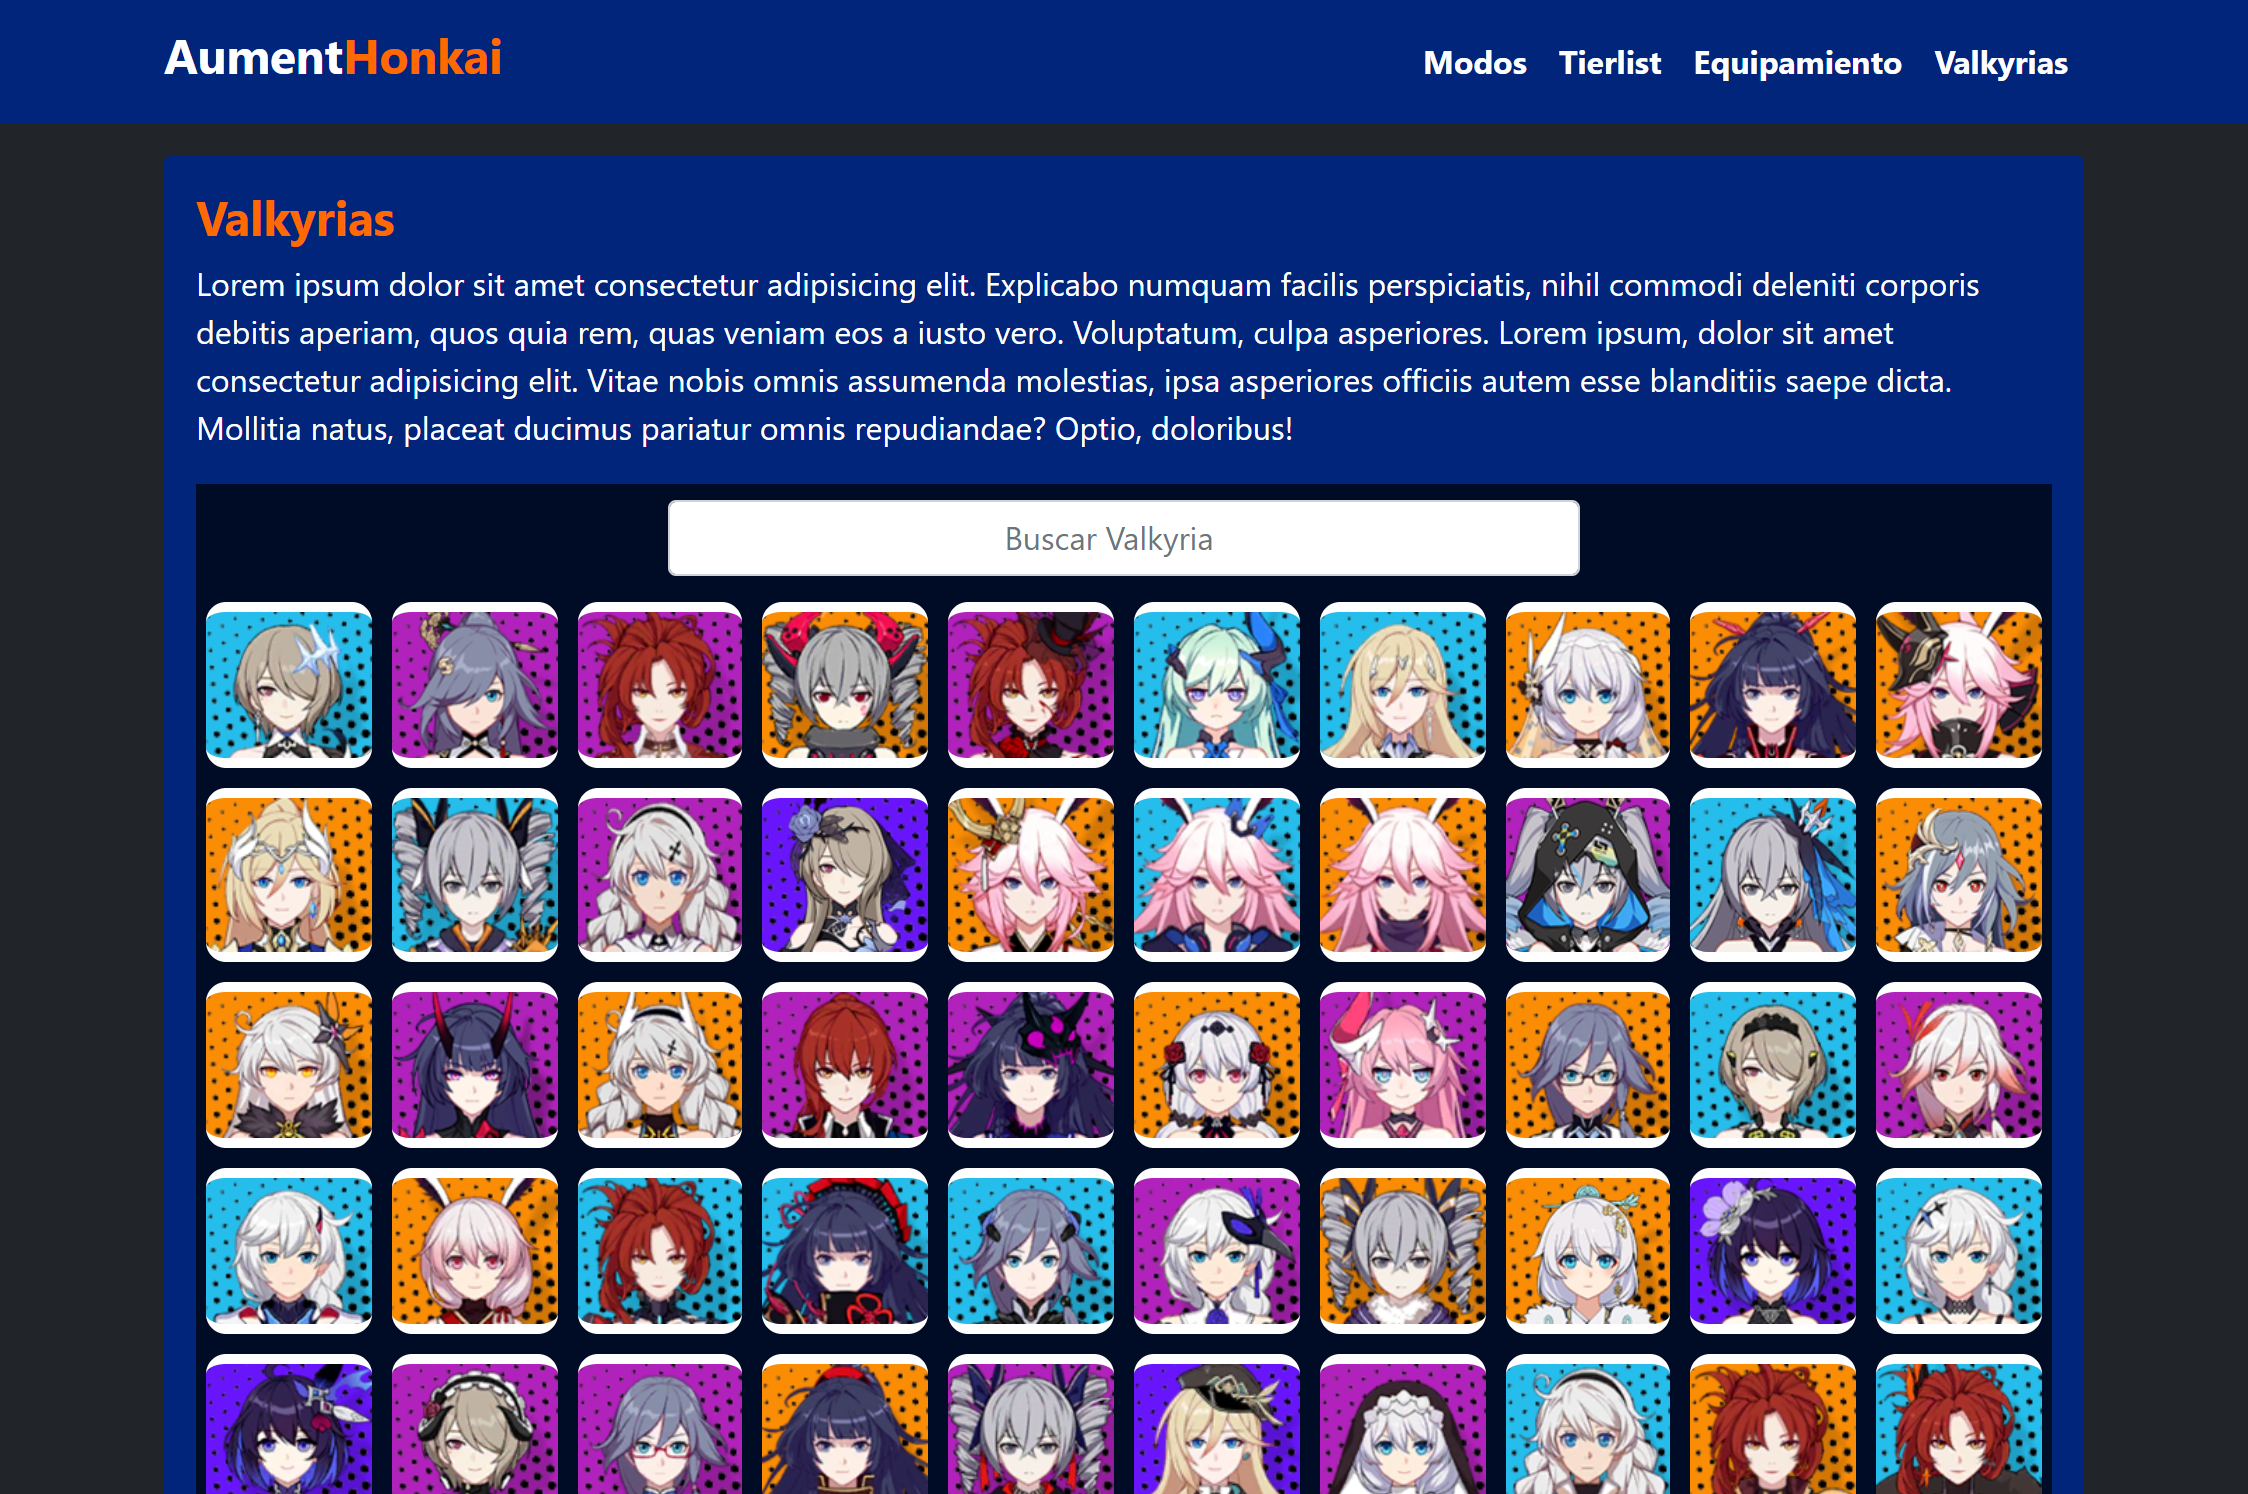 AumentHonkai
Modos Tierlist Equipamiento Valkyrias
Valkyrias
Lorem ipsum dolor sit amet consectetur adipisicing elit. Explicabo numquam facilis perspiciatis, nihil commodi deleniti corporis
debitis aperiam, quos quia rem, quas veniam eos a iusto vero. Voluptatum, culpa asperiores. Lorem ipsum, dolor sit amet
consectetur adipisicing elit. Vitae nobis omnis assumenda molestias, ipsa asperiores officiis autem esse blanditiis saepe dicta.
Mollitia natus, placeat ducimus pariatur omnis repudiandae? Optio, doloribus!
Buscar Valkyria